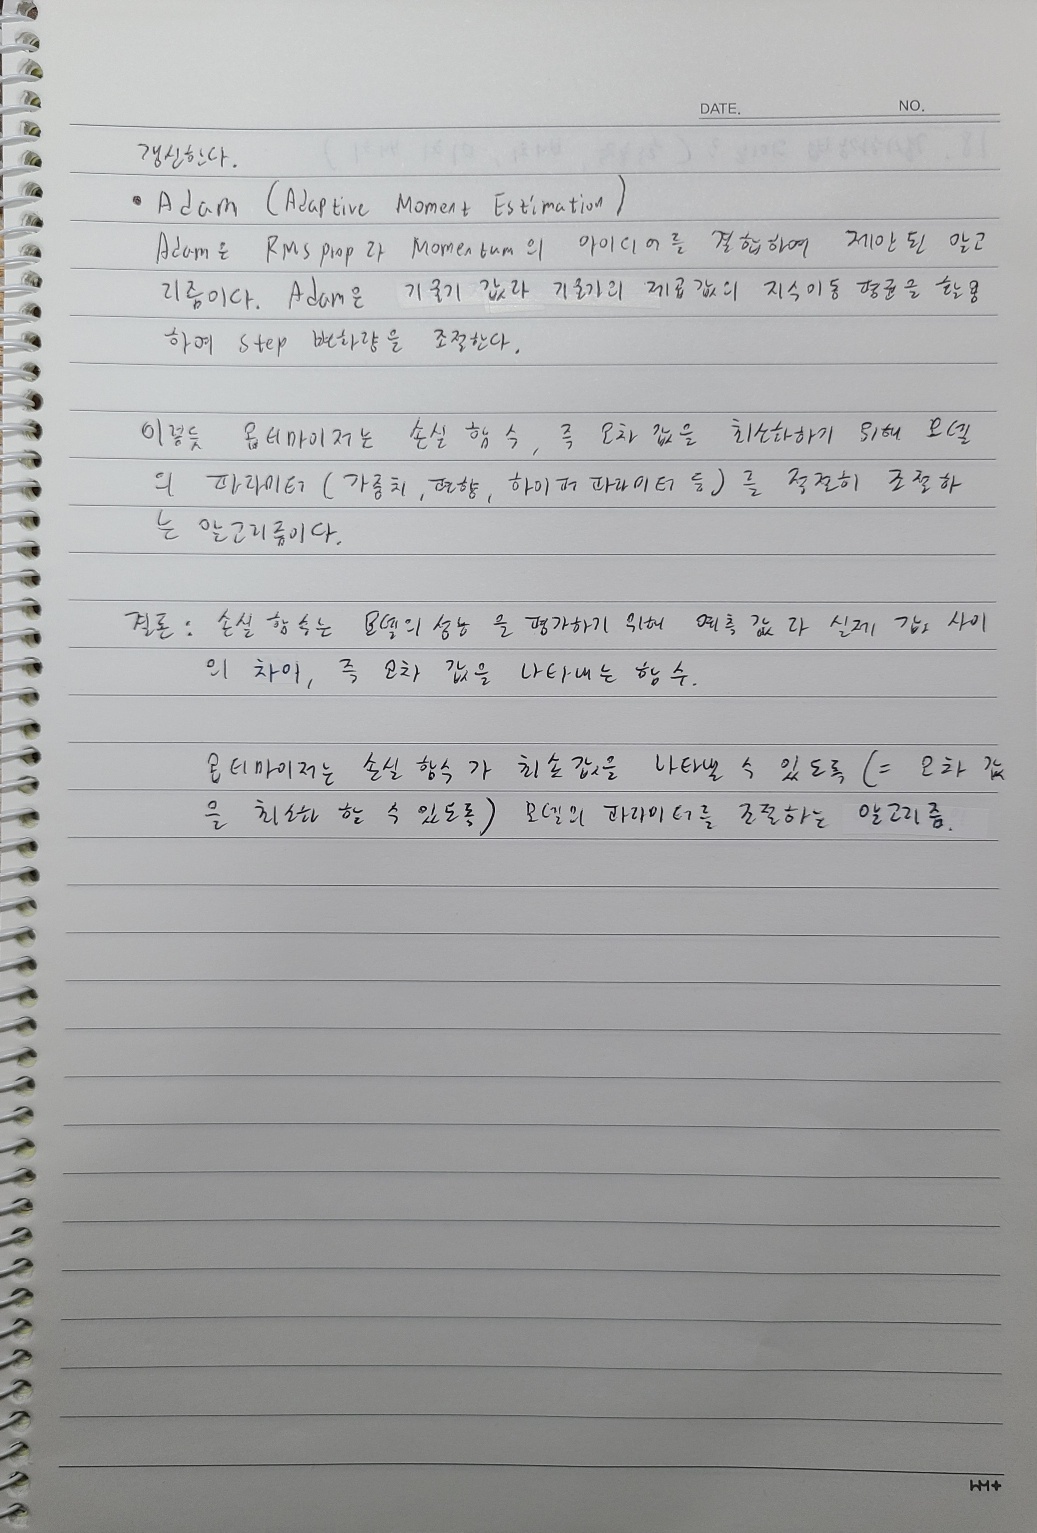 DATE. NO.
갱신한다.
• Adam (Adaptive Moment Estimation)
Adam은 RMSprop과 Momentum의 아이디어를 결합하여 제안된 알고
리즘이다. Adam은 기울기 값과 기울기의 제곱값의 지수이동 평균을 활용
하여 step 변화량을 조절한다.
이렇듯 옵티마이저는 손실 함수, 즉 오차 값을 최소화하기 위해 모델
의 파라미터 (가중치, 편향, 하이퍼 파라미터 등)를 적절히 조절하
는 알고리즘이다.
결론 : 손실 함수는 모델의 성능을 평가하기 위해 예측 값과 실제 값 사이
의 차이, 즉 오차 값을 나타내는 함수.
옵티마이저는 손실 함수가 최솟값을 나타낼 수 있도록 (= 오차 값
을 최소화 할 수 있도록) 모델의 파라미터를 조절하는 알고리즘.